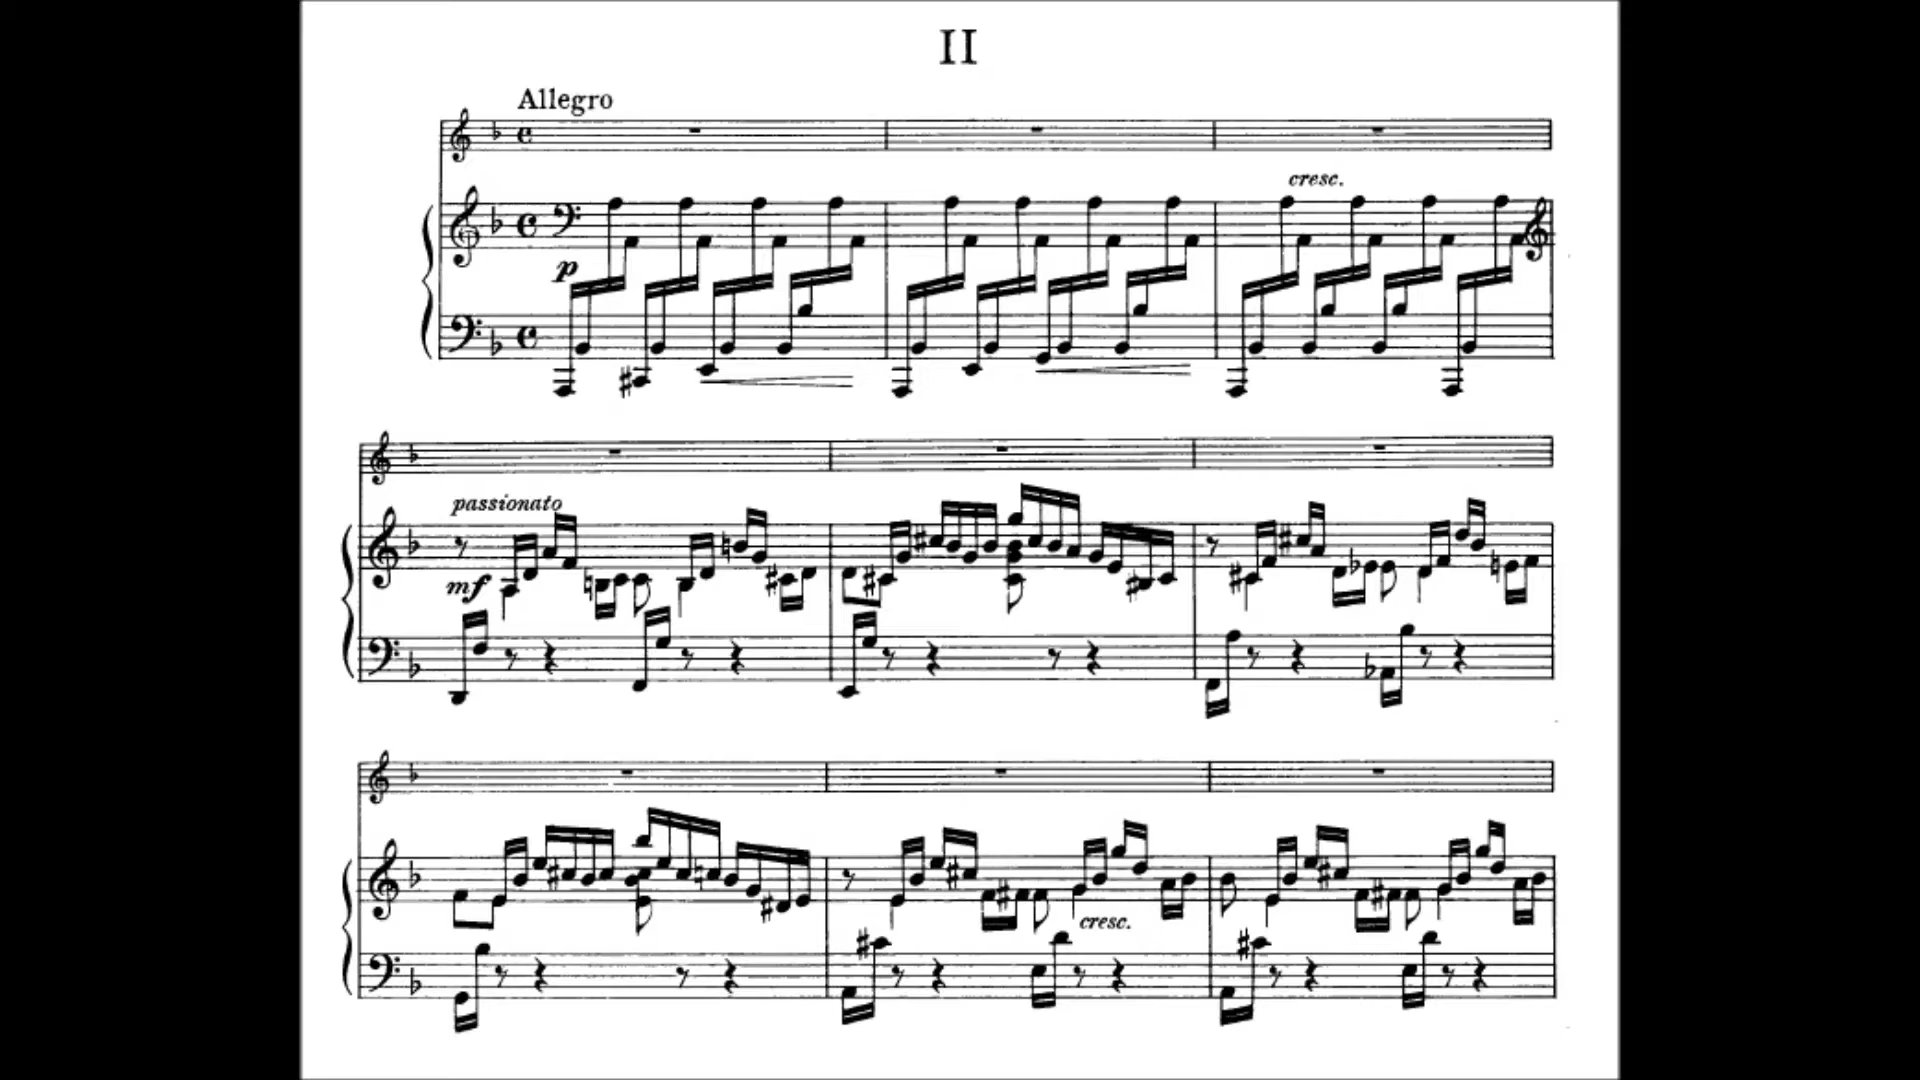 II
Allegro
cresc.
p
passionato
mf
cresc.